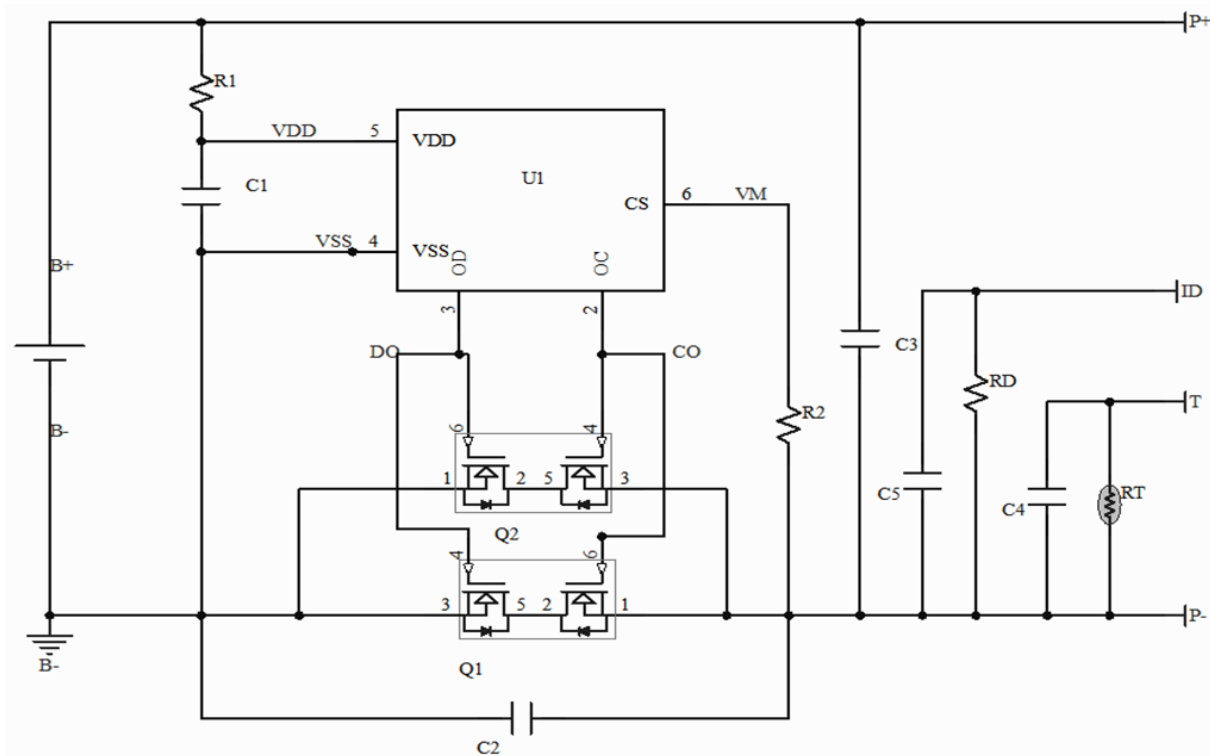 P+
R1
VDD 5 VDD
C1
U1
CS 6 VM
VSS 4 VSS
OD OC
B+
3 2
ID
DO CO
C3
RD
T
B-
R2
6 4
1 2 5 3
C5
C4
RT
Q2
4 6
3 5 2 1
P-
B-
Q1
C2